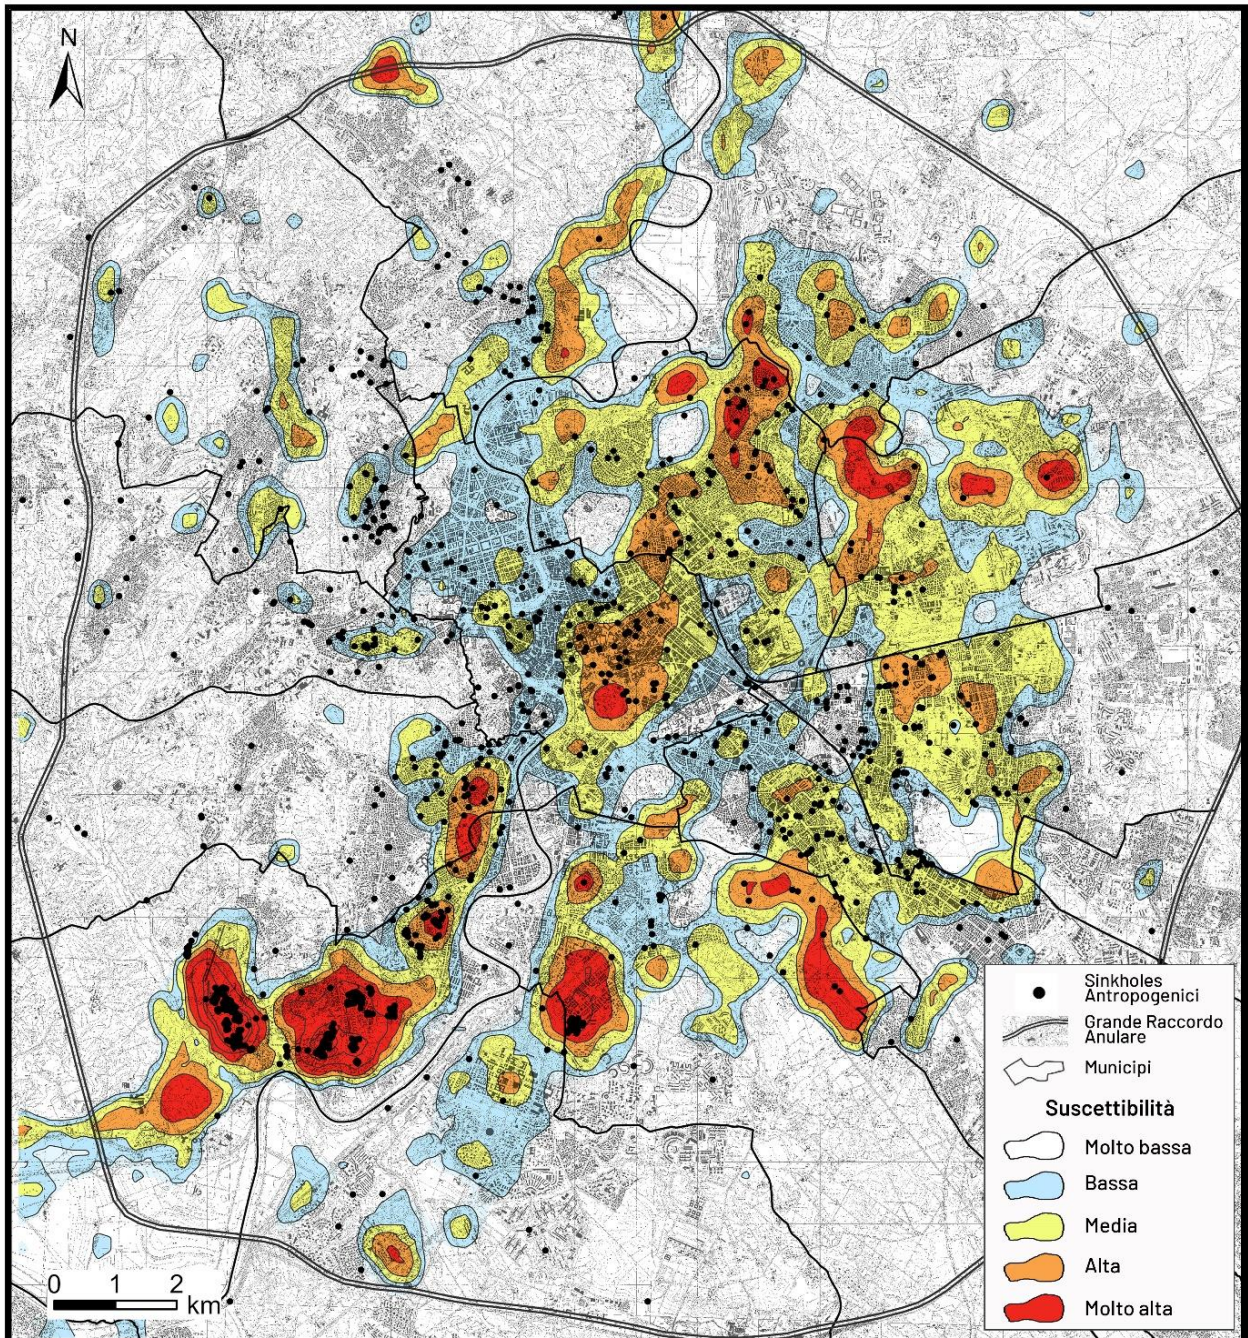 N
Sinkholes
Antropogenici
Grande Raccordo
Anulare
Municipi
Suscettibilità
Molto bassa
Bassa
Media
Alta
Molto alta
0 1 2
km